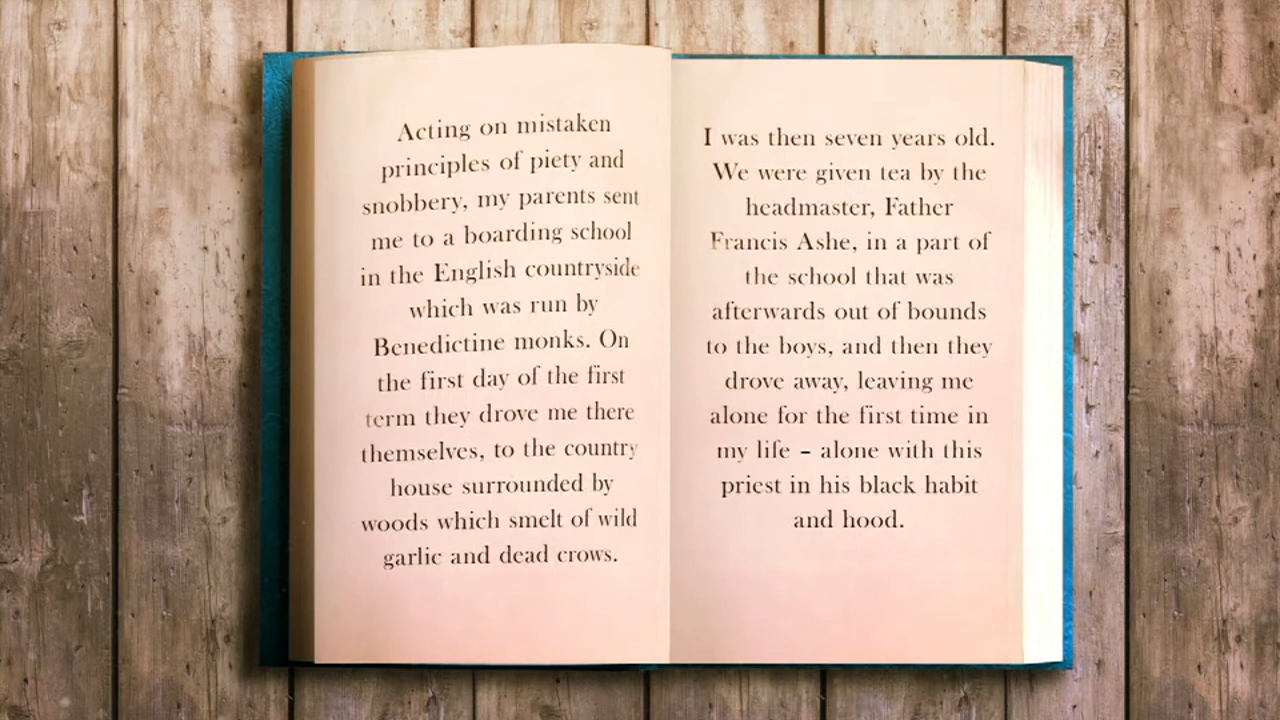 Acting on mistaken
principles of piety and
snobbery, my parents sent
me to a boarding school
in the English countryside
which was run by
Benedictine monks. On
the first day of the first
term they drove me there
themselves, to the country
house surrounded by
woods which smelt of wild
garlic and dead crows.
I was then seven years old.
We were given tea by the
headmaster, Father
Francis Ashe, in a part of
the school that was
afterwards out of bounds
to the boys, and then they
drove away, leaving me
alone for the first time in
my life – alone with this
priest in his black habit
and hood.